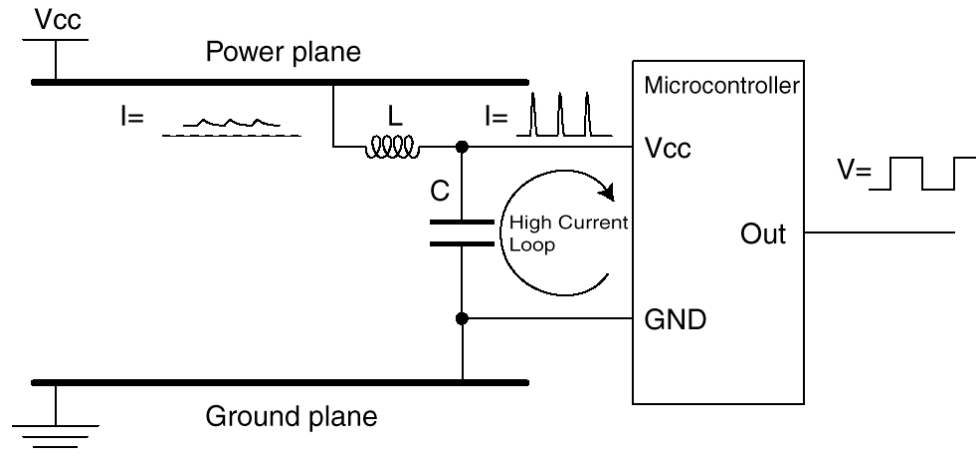 Vcc
Power plane
Microcontroller
I=
L
I=
Vcc
V=
C
High Current
Loop
Out
GND
Ground plane